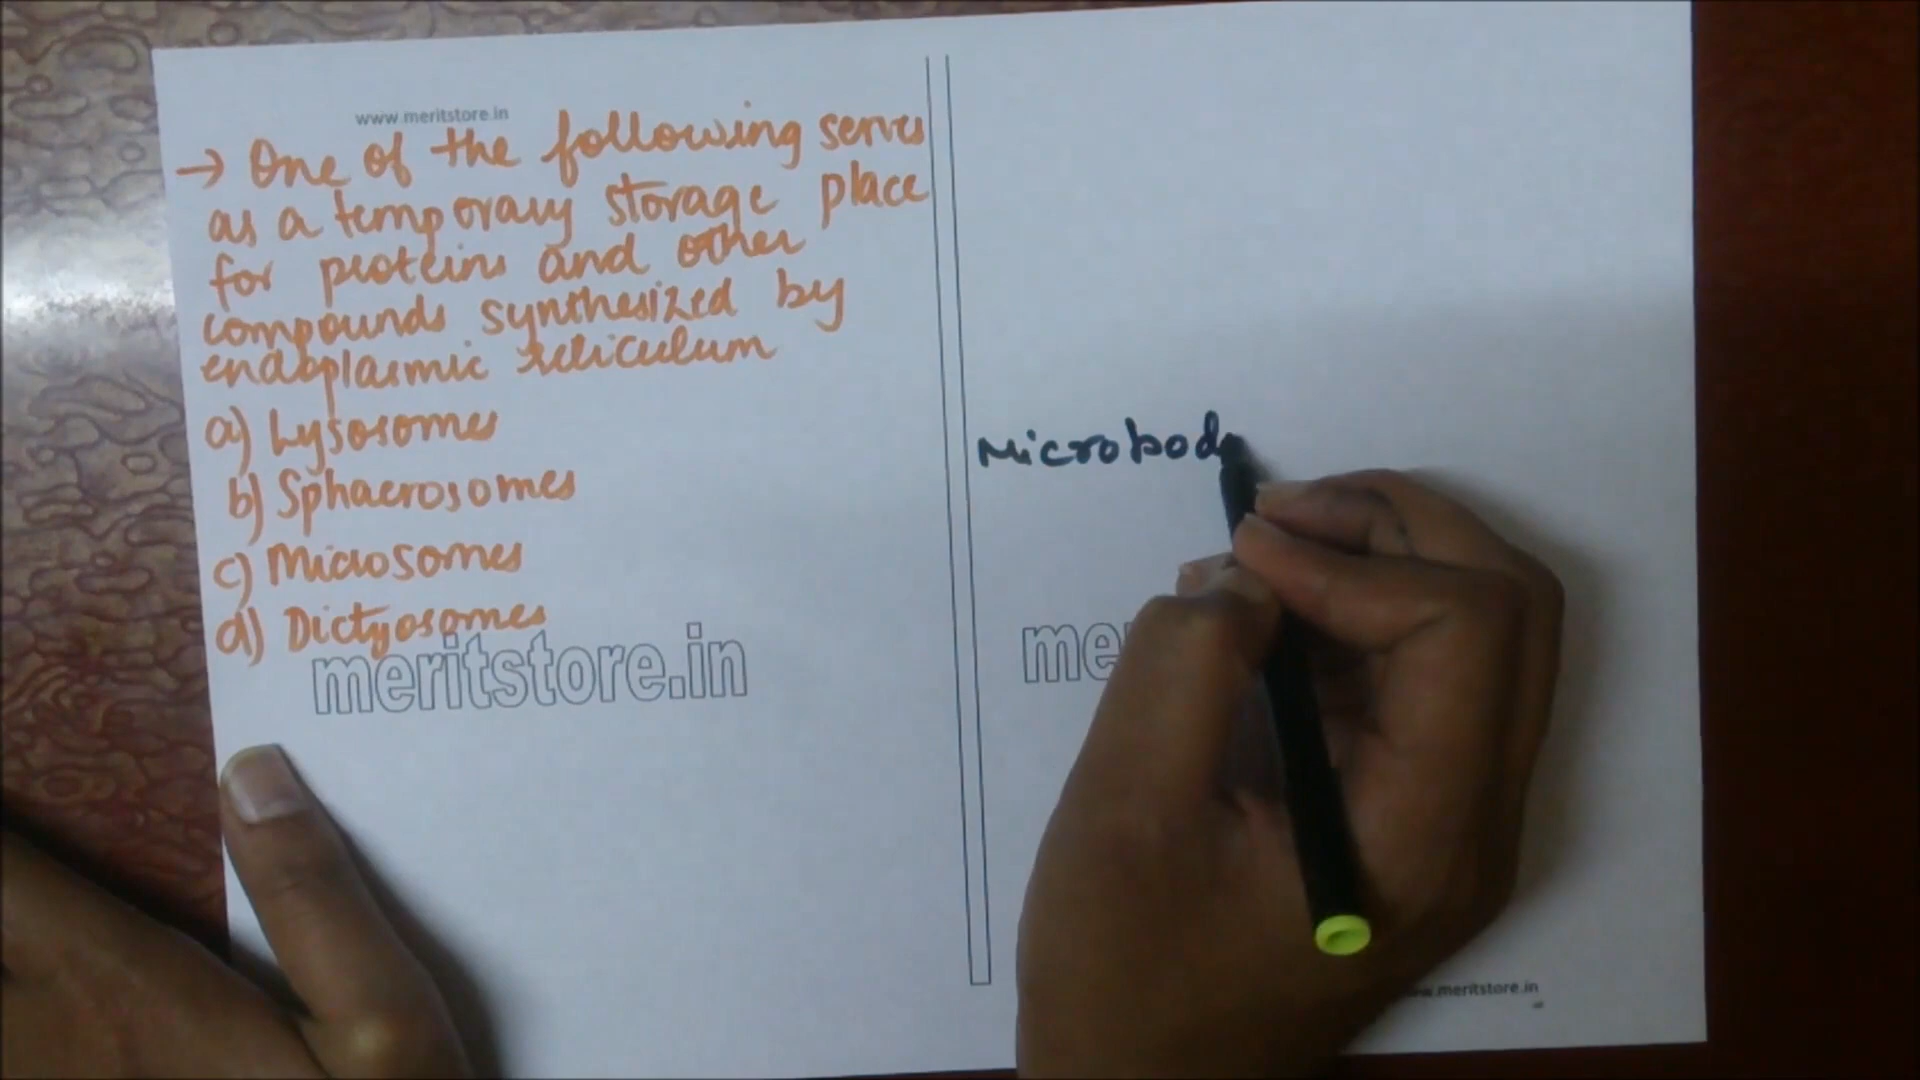 www.meritstore.in
→ One of the following serves
as a temporary storage place
for proteins and other
compounds synthesized by
endoplasmic reticulum
a) Lysosomes
b) Sphaerosomes
c) Microsomes
d) Dictyosomes
meritstore.in
Microbod
me
www.meritstore.in